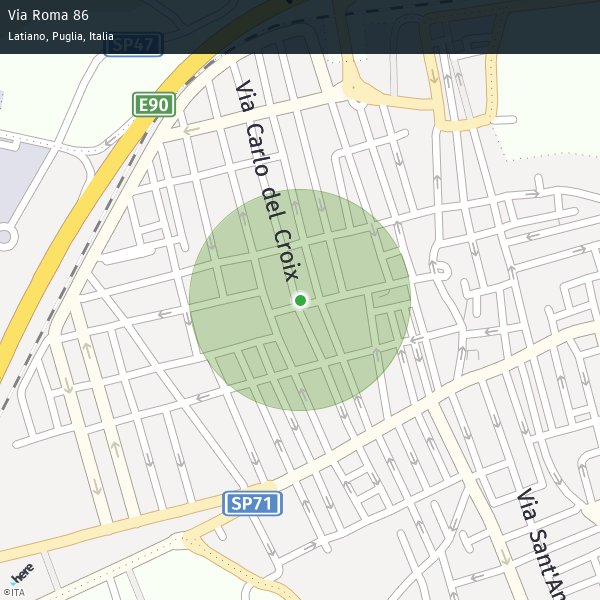 Via Roma 86
Latiano, Puglia, Italia
SP47
E90
Via Carlo del Croix
SP71
Via Sant'An
here
©ITA